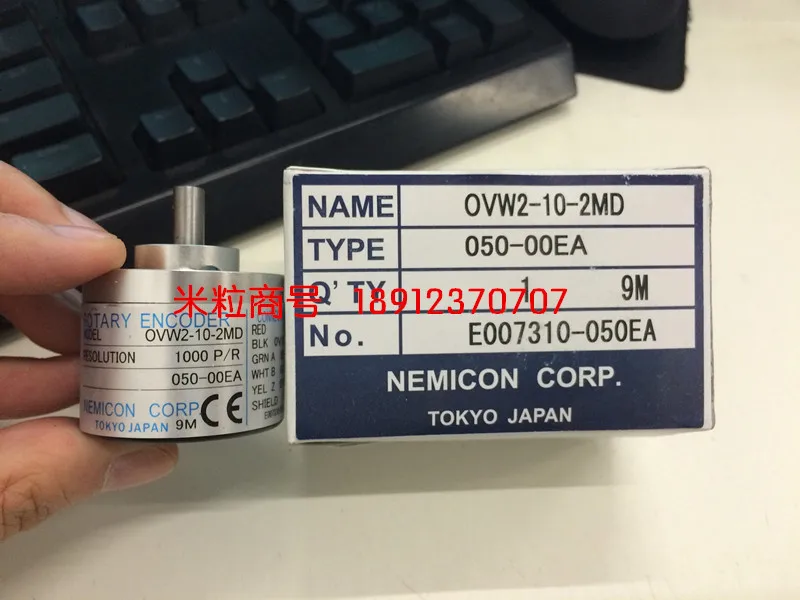 ROTARY ENCODER
MODEL OVW2-10-2MD
RESOLUTION 1000 P/R
050-00EA
NEMICON CORP. CE
TOKYO JAPAN 9M
RED
BLK
GRN A
WHT B
YEL Z
SHIELD
NAME OVW2-10-2MD
TYPE 050-00EA
Q'TY 1 9M
No. E007310-050EA
NEMICON CORP.
TOKYO JAPAN
米粒商号 18912370707